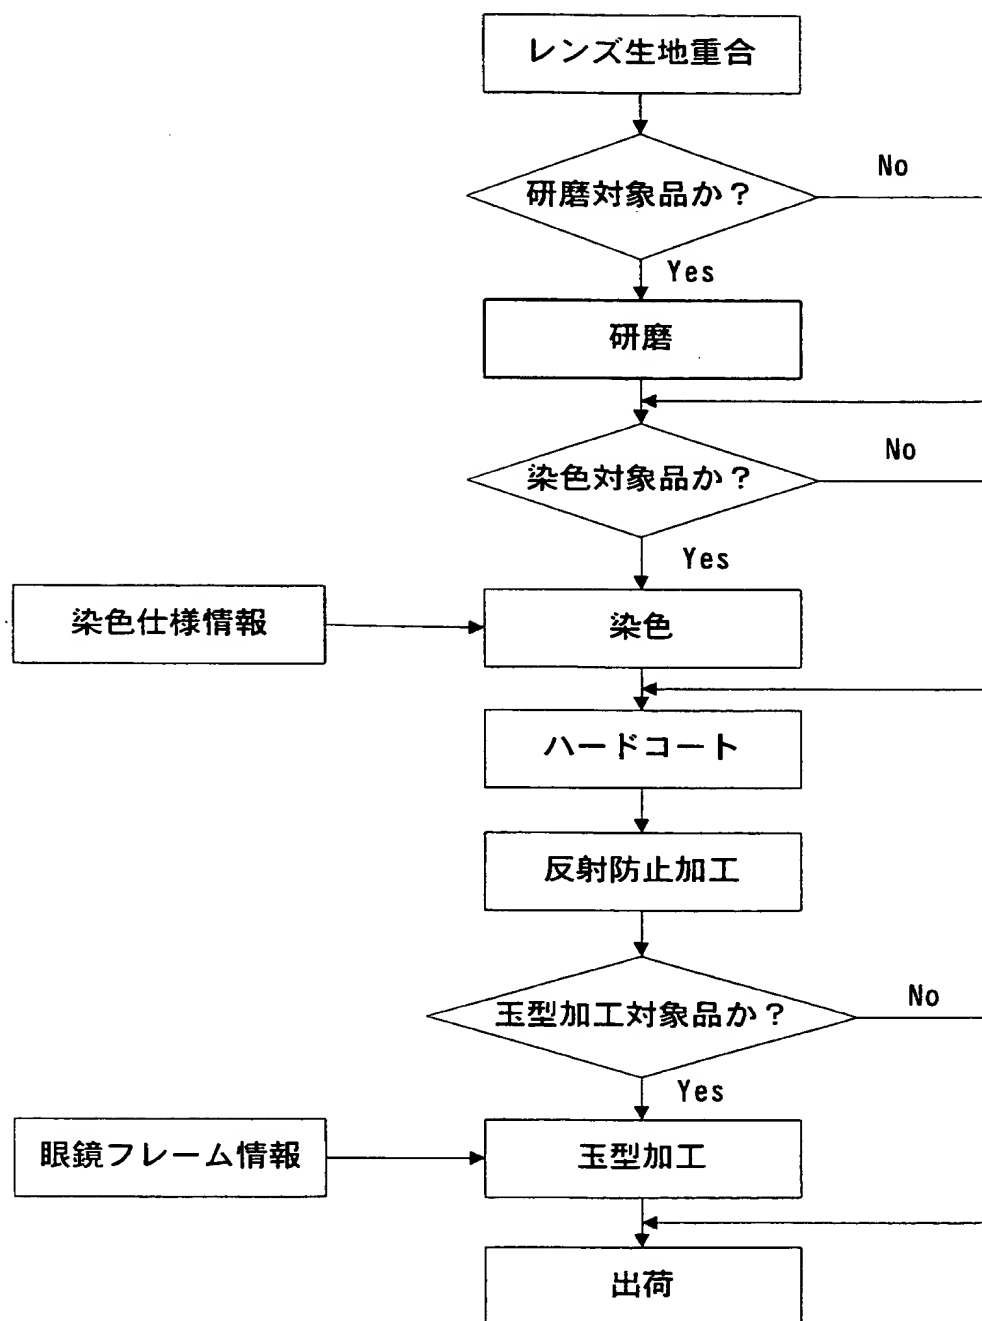 レンズ生地重合
研磨対象品か？
No
Yes
研磨
染色対象品か？
No
Yes
染色仕様情報
染色
ハードコート
反射防止加工
玉型加工対象品か？
No
Yes
眼鏡フレーム情報
玉型加工
出荷